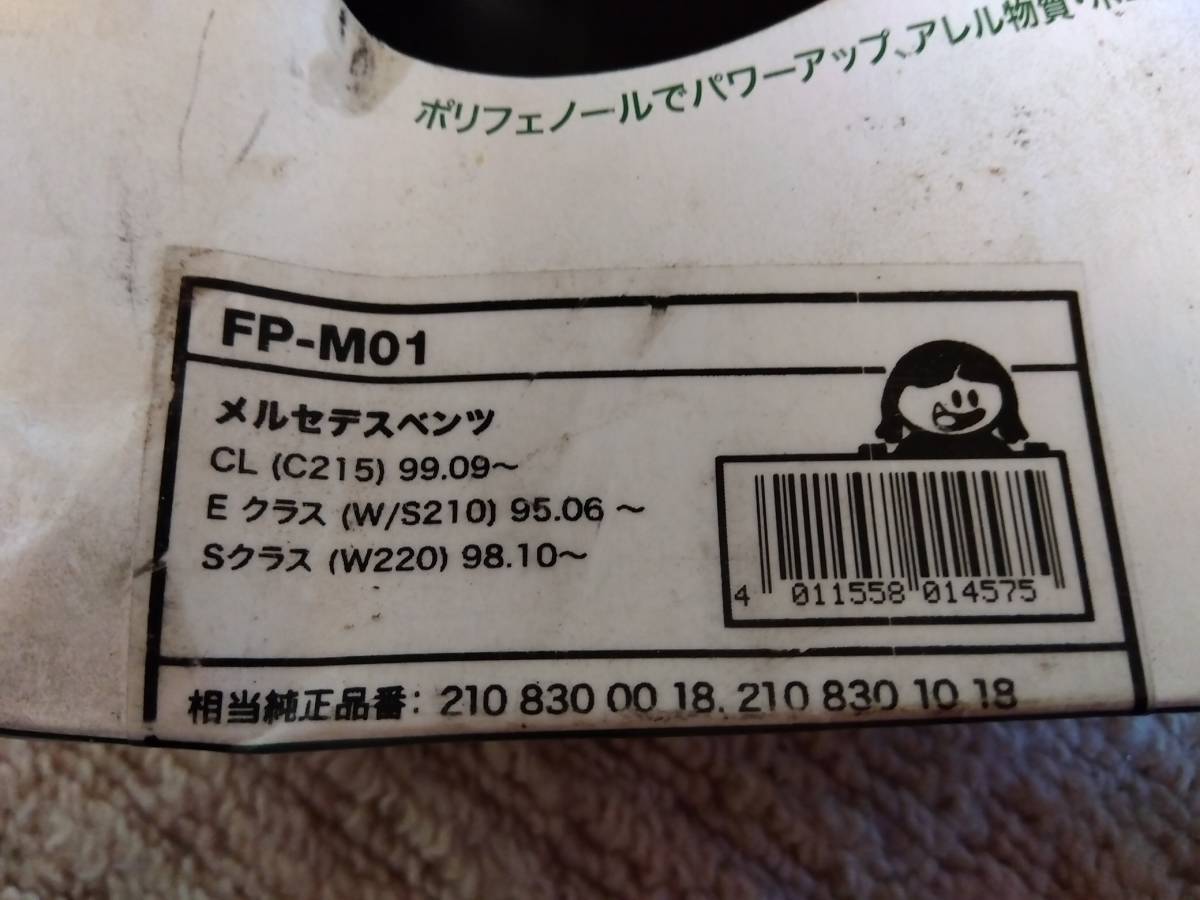 ポリフェノールでパワーアップ、アレル物質・
FP-M01
メルセデスベンツ
CL (C215) 99.09～
E クラス (W/S210) 95.06 ～
Sクラス (W220) 98.10～
4 011558 014575
相当純正品番: 210 830 00 18. 210 830 10 18